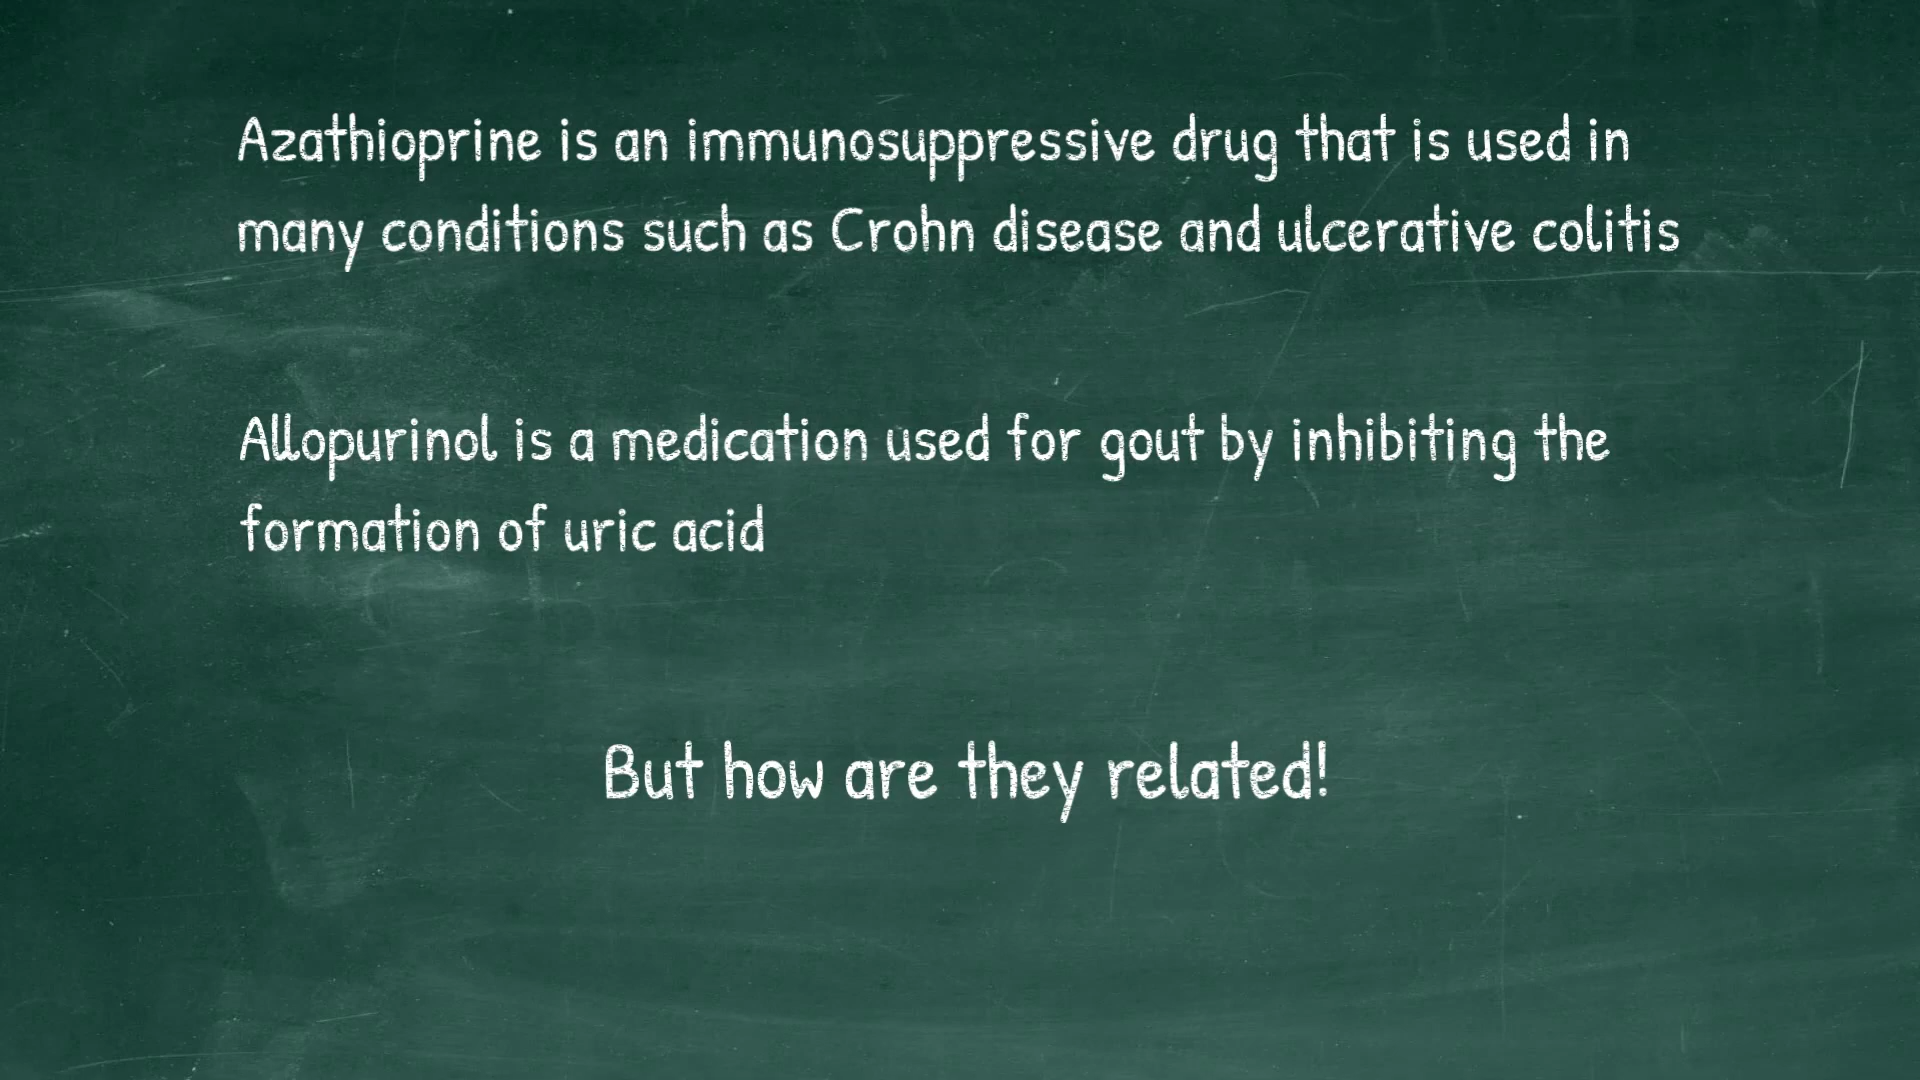 Azathioprine is an immunosuppressive drug that is used in
many conditions such as Crohn disease and ulcerative colitis
Allopurinol is a medication used for gout by inhibiting the
formation of uric acid
But how are they related!